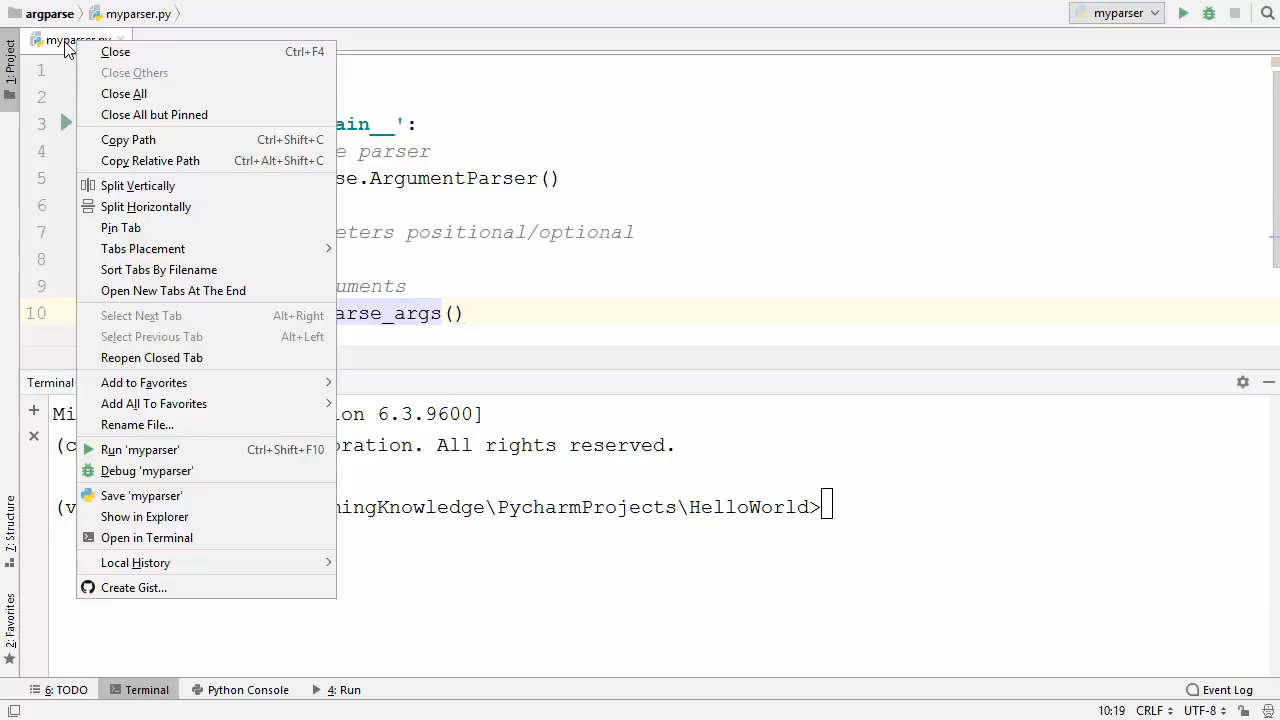 argparse myparser.py
myparser
myparser.py
1: Project
Close Ctrl+F4
Close Others
Close All
Close All but Pinned
Copy Path Ctrl+Shift+C
Copy Relative Path Ctrl+Alt+Shift+C
Split Vertically
Split Horizontally
Pin Tab
Tabs Placement
Sort Tabs By Filename
Open New Tabs At The End
Select Next Tab Alt+Right
Select Previous Tab Alt+Left
Reopen Closed Tab
Add to Favorites
Add All To Favorites
Rename File...
Run 'myparser' Ctrl+Shift+F10
Debug 'myparser'
Save 'myparser'
Show in Explorer
Open in Terminal
Local History
Create Gist...
1
2
3 ain__':
4 e parser
5 se.ArgumentParser()
6
7 eters positional/optional
8
9 uments
10 arse_args()
Terminal
Mi ion 6.3.9600]
(c oration. All rights reserved.
(v ningKnowledge\PycharmProjects\HelloWorld>
7: Structure
2: Favorites
6: TODO Terminal Python Console 4: Run Event Log
10:19 CRLF UTF-8